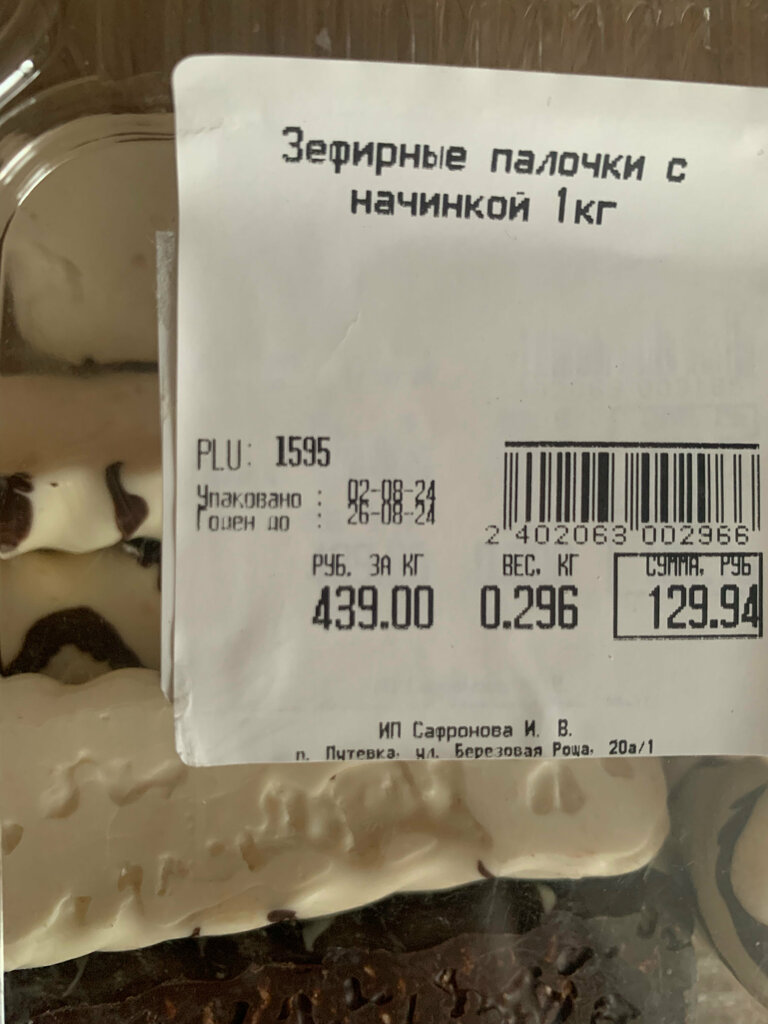 Зефирные палочки с
начинкой 1кг
PLU: 1595
Упаковано : 02-08-24
Годен до : 26-08-24
2 402063 002966
РУБ. ЗА КГ ВЕС. КГ СУММА, РУБ
439.00 0.296 129.94
ИП Сафронова И. В.
п. Путевка. ул. Березовая Роща. 20а/1